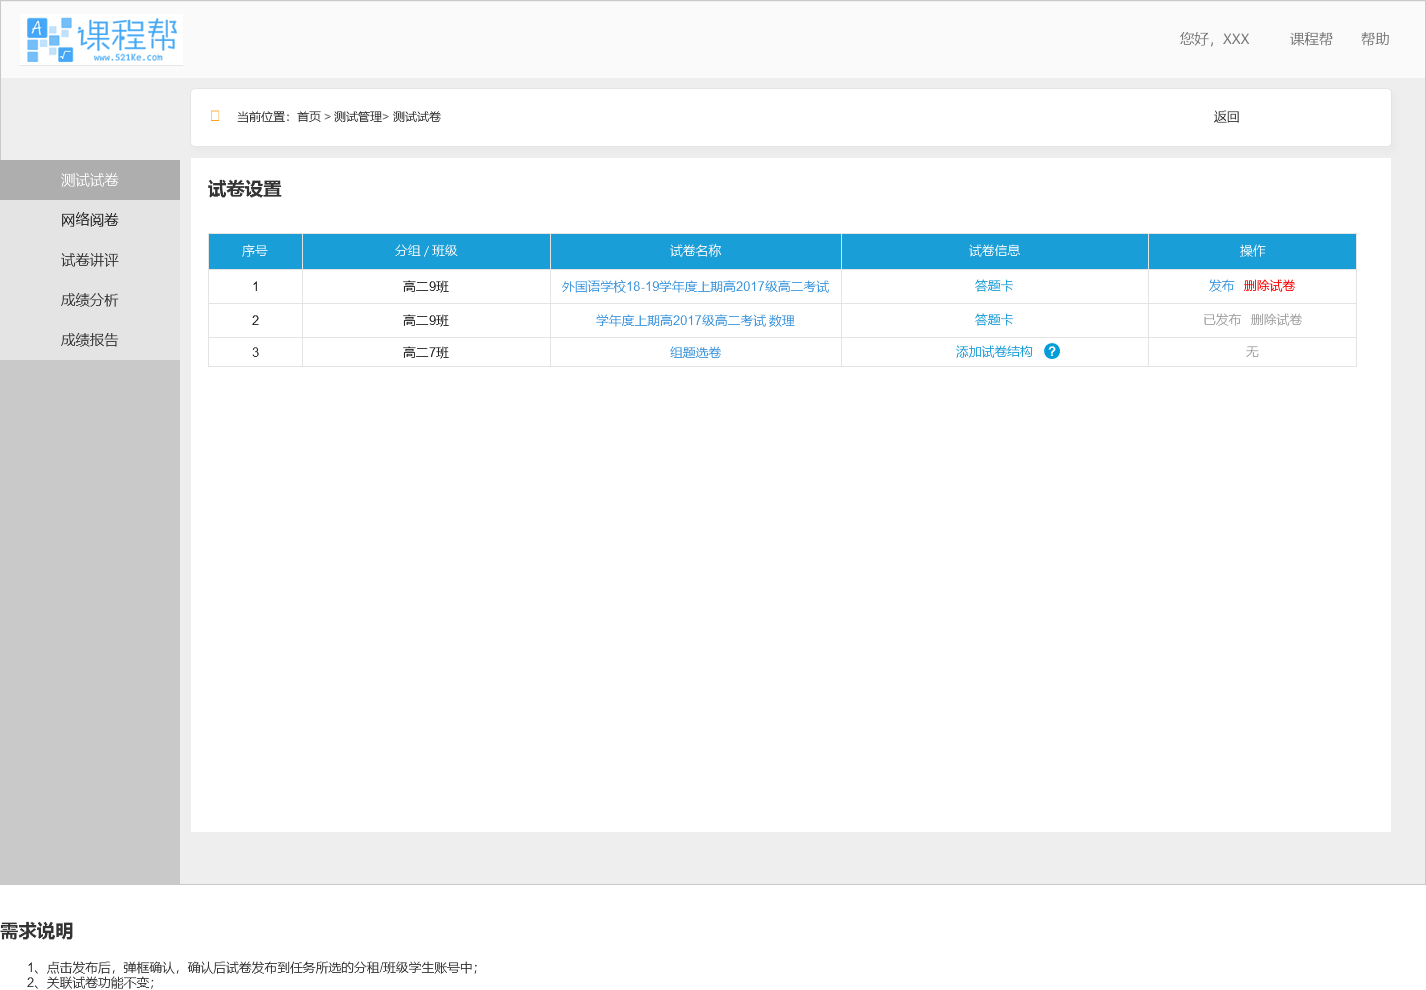 A 课程帮
www.521Ke.com
您好，XXX 课程帮 帮助
当前位置：首页 > 测试管理> 测试试卷 返回
测试试卷
网络阅卷
试卷讲评
成绩分析
成绩报告
试卷设置
序号 分组 / 班级 试卷名称 试卷信息 操作
1 高二9班 外国语学校18-19学年度上期高2017级高二考试 答题卡 发布 删除试卷
2 高二9班 学年度上期高2017级高二考试 数理 答题卡 已发布 删除试卷
3 高二7班 组题选卷 添加试卷结构 ? 无
需求说明
1、点击发布后，弹框确认，确认后试卷发布到任务所选的分租/班级学生账号中；
2、关联试卷功能不变；